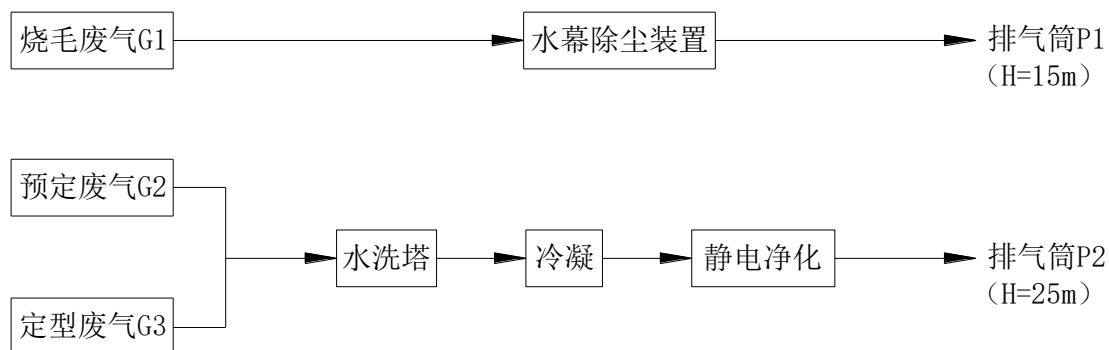 烧毛废气G1
水幕除尘装置
排气筒P1
（H=15m）
预定废气G2
水洗塔
冷凝
静电净化
排气筒P2
（H=25m）
定型废气G3